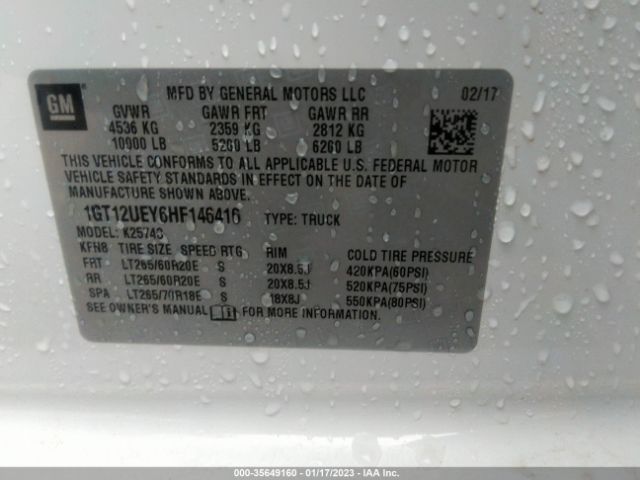 GM
MFD BY GENERAL MOTORS LLC 02/17
GVWR GAWR FRT GAWR RR
4536 KG 2359 KG 2812 KG
10000 LB 5200 LB 6200 LB
THIS VEHICLE CONFORMS TO ALL APPLICABLE U.S. FEDERAL MOTOR
VEHICLE SAFETY STANDARDS IN EFFECT ON THE DATE OF
MANUFACTURE SHOWN ABOVE.
1GT12UEY6HF146416 TYPE: TRUCK
MODEL: K25743
KFN8 TIRE SIZE SPEED RTG RIM COLD TIRE PRESSURE
FRT LT265/60R20E S 20X8.5J 420KPA(60PSI)
RR LT265/60R20E S 20X8.5J 520KPA(75PSI)
SPA LT265/70R18E S 18X8J 550KPA(80PSI)
SEE OWNER'S MANUAL FOR MORE INFORMATION.
000-35649160 - 01/17/2023 - IAAI.COM